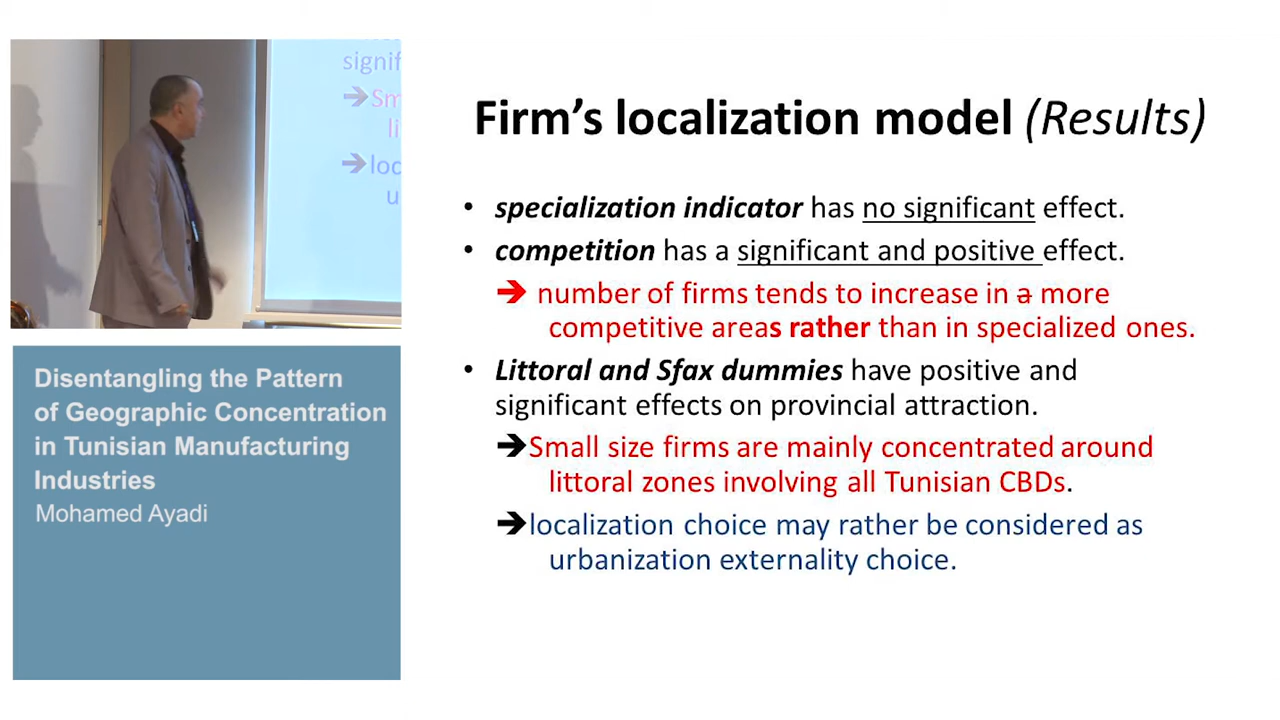 signif
➔Sm
li
➔loc
u
Disentangling the Pattern
of Geographic Concentration
in Tunisian Manufacturing
Industries
Mohamed Ayadi
Firm's localization model (Results)
• specialization indicator has no significant effect.
• competition has a significant and positive effect.
➔ number of firms tends to increase in a more
competitive areas rather than in specialized ones.
• Littoral and Sfax dummies have positive and
significant effects on provincial attraction.
➔Small size firms are mainly concentrated around
littoral zones involving all Tunisian CBDs.
➔localization choice may rather be considered as
urbanization externality choice.